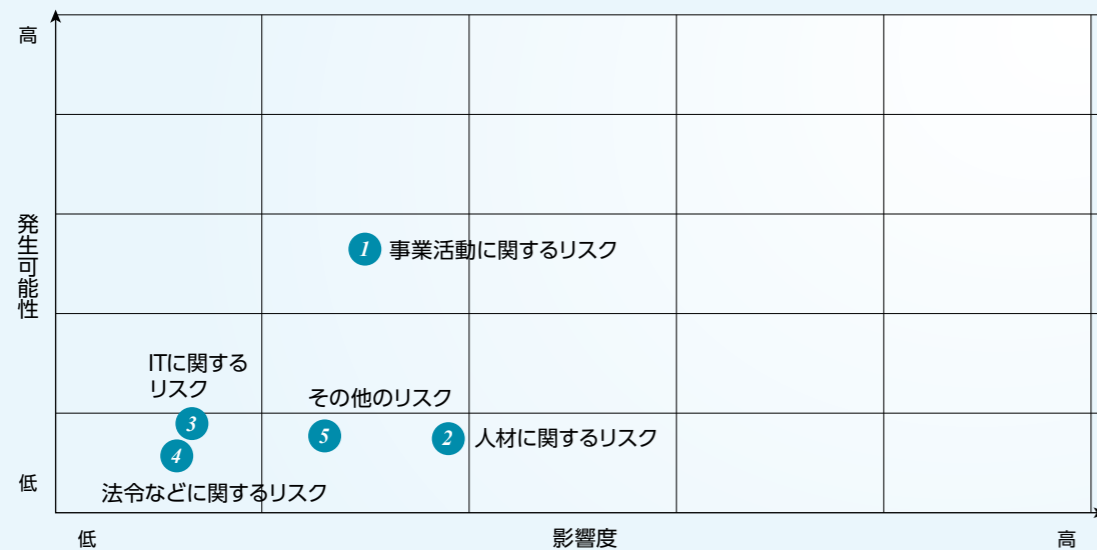 高
発生可能性
1 事業活動に関するリスク
ITに関する
リスク
3
その他のリスク
5
2 人材に関するリスク
4
法令などに関するリスク
低
低
影響度
高